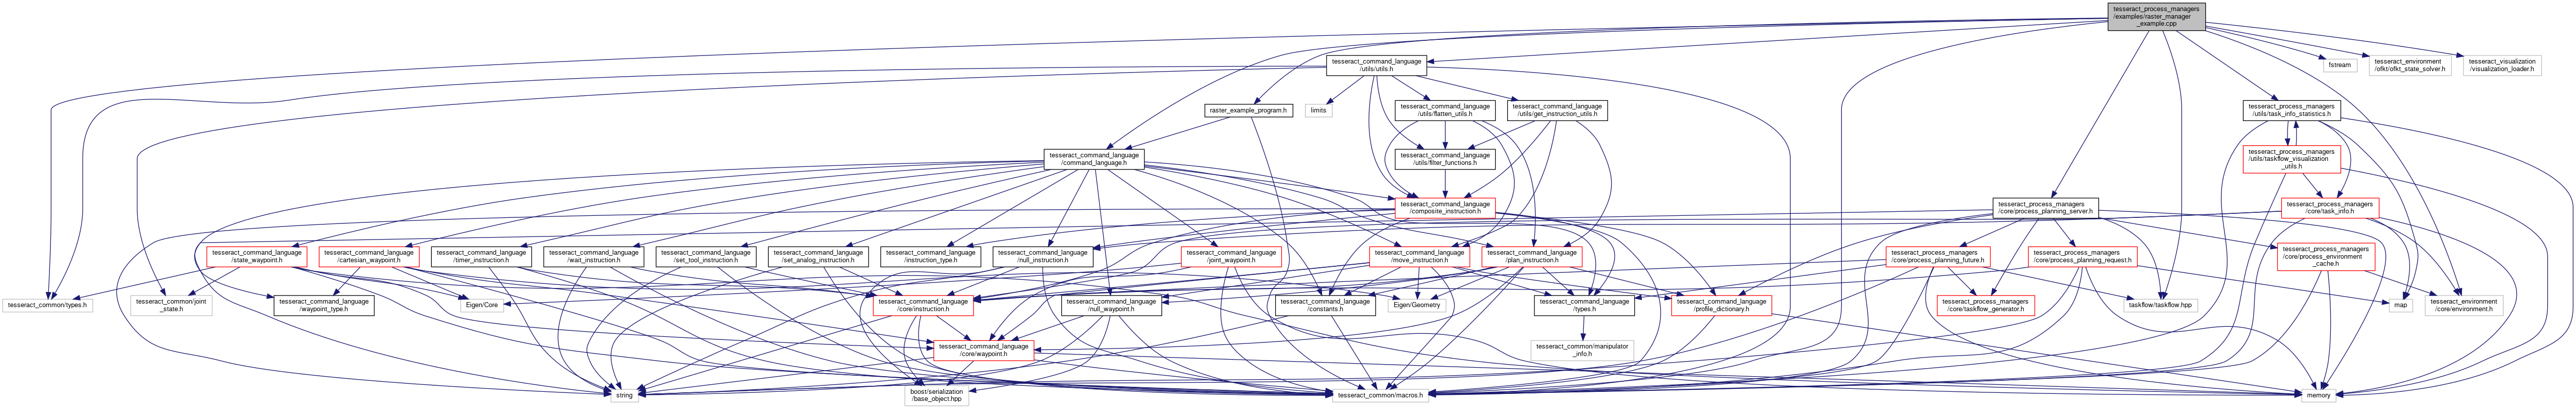 tesseract_process_managers
/examples/raster_manager
_example.cpp
tesseract_command_language
/utils/utils.h
fstream
tesseract_environment
/ofkt/ofkt_state_solver.h
tesseract_visualization
/visualization_loader.h
raster_example_program.h
limits
tesseract_command_language
/utils/flatten_utils.h
tesseract_command_language
/utils/get_instruction_utils.h
tesseract_process_managers
/utils/task_info_statistics.h
tesseract_command_language
/command_language.h
tesseract_command_language
/utils/filter_functions.h
tesseract_process_managers
/utils/taskflow_visualization
_utils.h
tesseract_command_language
/composite_instruction.h
tesseract_process_managers
/core/process_planning_server.h
tesseract_process_managers
/core/task_info.h
tesseract_command_language
/state_waypoint.h
tesseract_command_language
/cartesian_waypoint.h
tesseract_command_language
/timer_instruction.h
tesseract_command_language
/wait_instruction.h
tesseract_command_language
/set_tool_instruction.h
tesseract_command_language
/set_analog_instruction.h
tesseract_command_language
/instruction_type.h
tesseract_command_language
/null_instruction.h
tesseract_command_language
/joint_waypoint.h
tesseract_command_language
/move_instruction.h
tesseract_command_language
/plan_instruction.h
tesseract_process_managers
/core/process_planning_future.h
tesseract_process_managers
/core/process_planning_request.h
tesseract_process_managers
/core/process_environment
_cache.h
tesseract_common/types.h
tesseract_common/joint
_state.h
tesseract_command_language
/waypoint_type.h
Eigen/Core
tesseract_command_language
/core/instruction.h
tesseract_command_language
/null_waypoint.h
tesseract_command_language
/constants.h
Eigen/Geometry
tesseract_command_language
/types.h
tesseract_command_language
/profile_dictionary.h
tesseract_process_managers
/core/taskflow_generator.h
taskflow/taskflow.hpp
map
tesseract_environment
/core/environment.h
tesseract_command_language
/core/waypoint.h
tesseract_common/manipulator
_info.h
string
boost/serialization
/base_object.hpp
tesseract_common/macros.h
memory